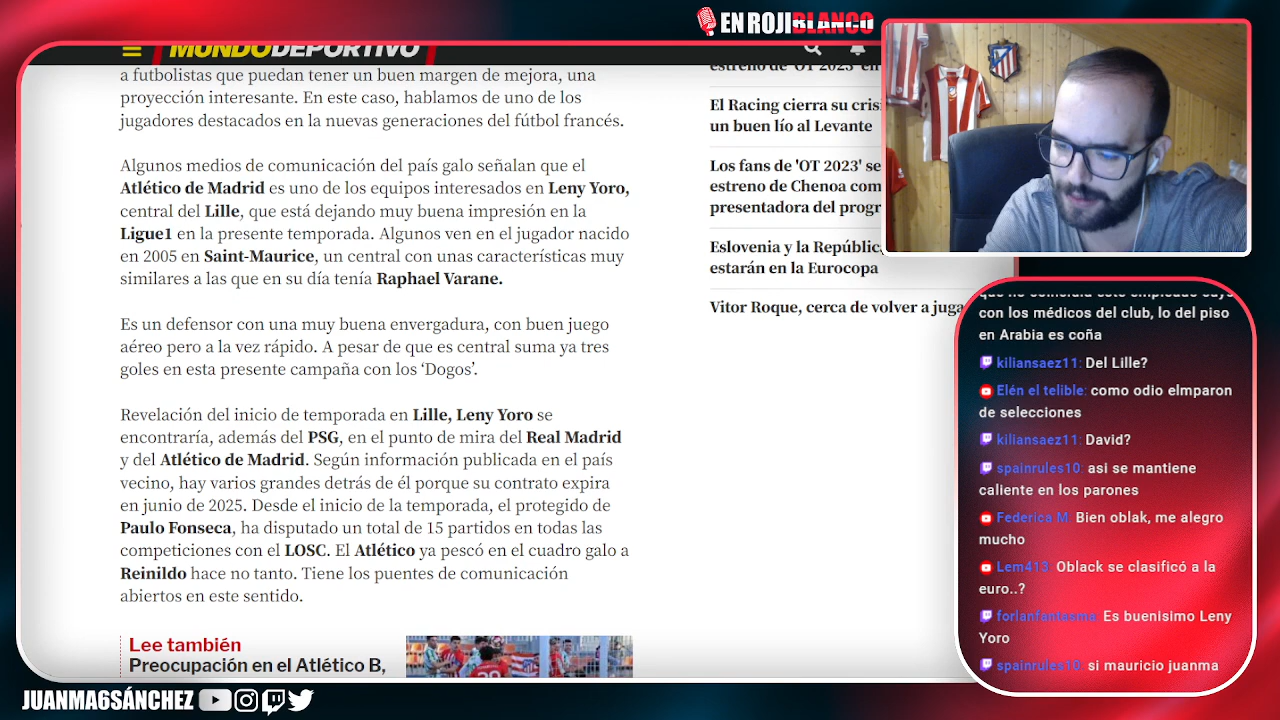 EN ROJIBLANCO
MUNDODEPORTIVO
a futbolistas que puedan tener un buen margen de mejora, una
proyección interesante. En este caso, hablamos de uno de los
jugadores destacados en la nuevas generaciones del fútbol francés.
Algunos medios de comunicación del país galo señalan que el
Atlético de Madrid es uno de los equipos interesados en Leny Yoro,
central del Lille, que está dejando muy buena impresión en la
Ligue1 en la presente temporada. Algunos ven en el jugador nacido
en 2005 en Saint-Maurice, un central con unas características muy
similares a las que en su día tenía Raphael Varane.
Es un defensor con una muy buena envergadura, con buen juego
aéreo pero a la vez rápido. A pesar de que es central suma ya tres
goles en esta presente campaña con los ‘Dogos’.
Revelación del inicio de temporada en Lille, Leny Yoro se
encontraría, además del PSG, en el punto de mira del Real Madrid
y del Atlético de Madrid. Según información publicada en el país
vecino, hay varios grandes detrás de él porque su contrato expira
en junio de 2025. Desde el inicio de la temporada, el protegido de
Paulo Fonseca, ha disputado un total de 15 partidos en todas las
competiciones con el LOSC. El Atlético ya pescó en el cuadro galo a
Reinildo hace no tanto. Tiene los puentes de comunicación
abiertos en este sentido.
Lee también
Preocupación en el Atlético B,
estreno de 'OT 2023' en
El Racing cierra su cris
un buen lío al Levante
Los fans de 'OT 2023' se
estreno de Chenoa com
presentadora del progr
Eslovenia y la Repúblic
estarán en la Eurocopa
Vitor Roque, cerca de volver a juga
que no coincidía este empleado suyo
con los médicos del club, lo del piso
en Arabia es coña
kiliansaez11: Del Lille?
Elén el telible: como odio elmparon
de selecciones
kiliansaez11: David?
spainrules10: asi se mantiene
caliente en los parones
Federica M: Bien oblak, me alegro
mucho
Lem413: Oblack se clasificó a la
euro..?
forlanfantasma: Es buenisimo Leny
Yoro
spainrules10: si mauricio juanma
JUANMA6SÁNCHEZ